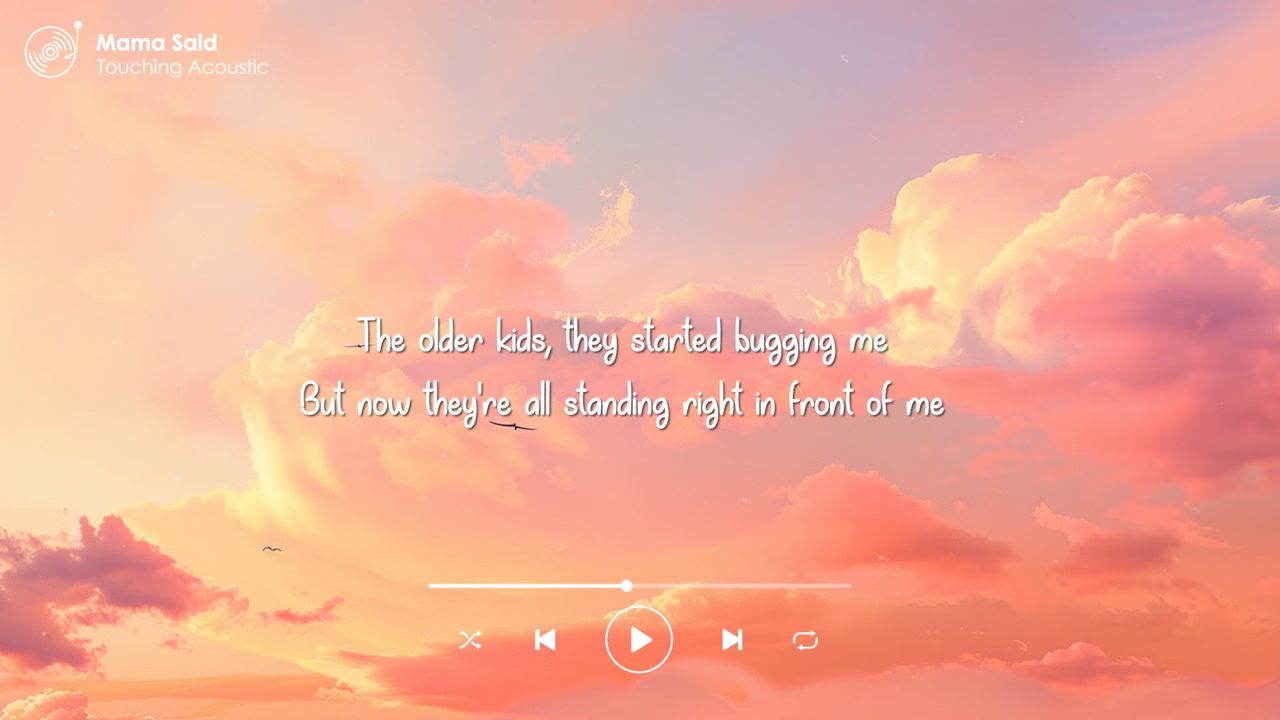 Mama Said
Touching Acoustic
The older kids, they started bugging me
But now they're all standing right in front of me